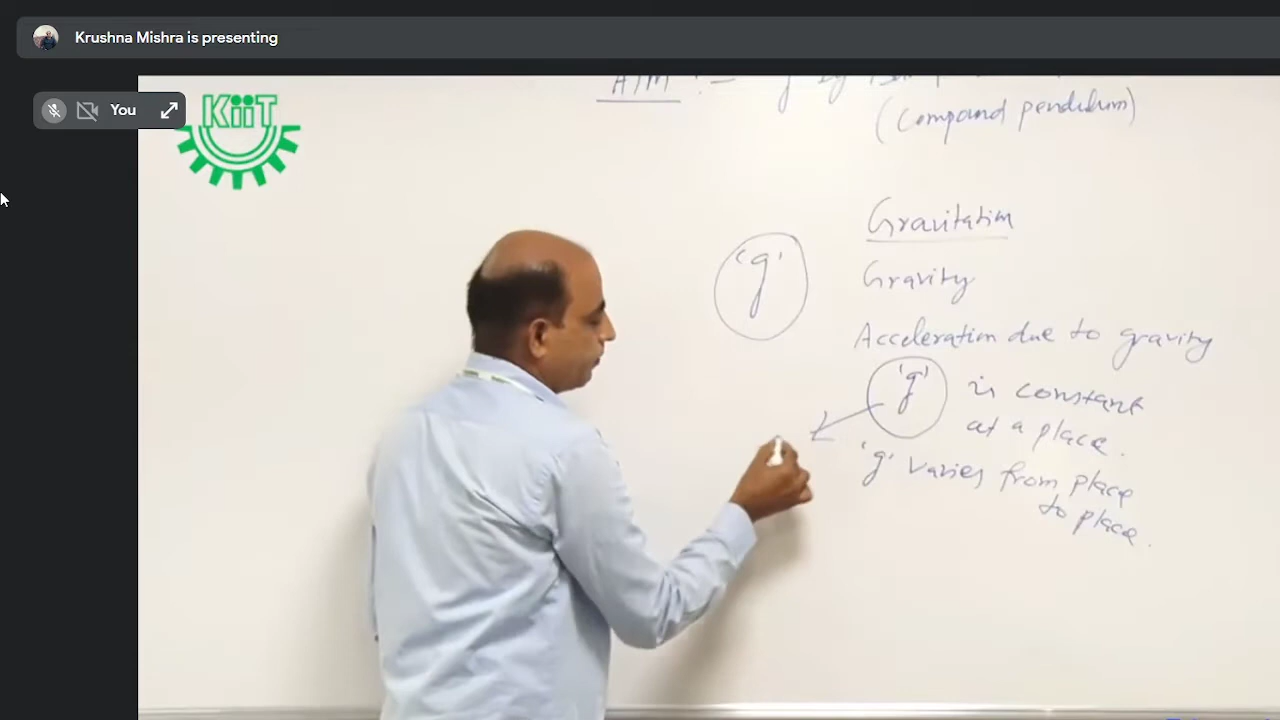 Krushna Mishra is presenting
You
KiiT
AIM : -
(Compound pendulum)
Gravitation
'g'
Gravity
Acceleration due to gravity
'g' is constant
at a place.
'g' varies from place
to place.